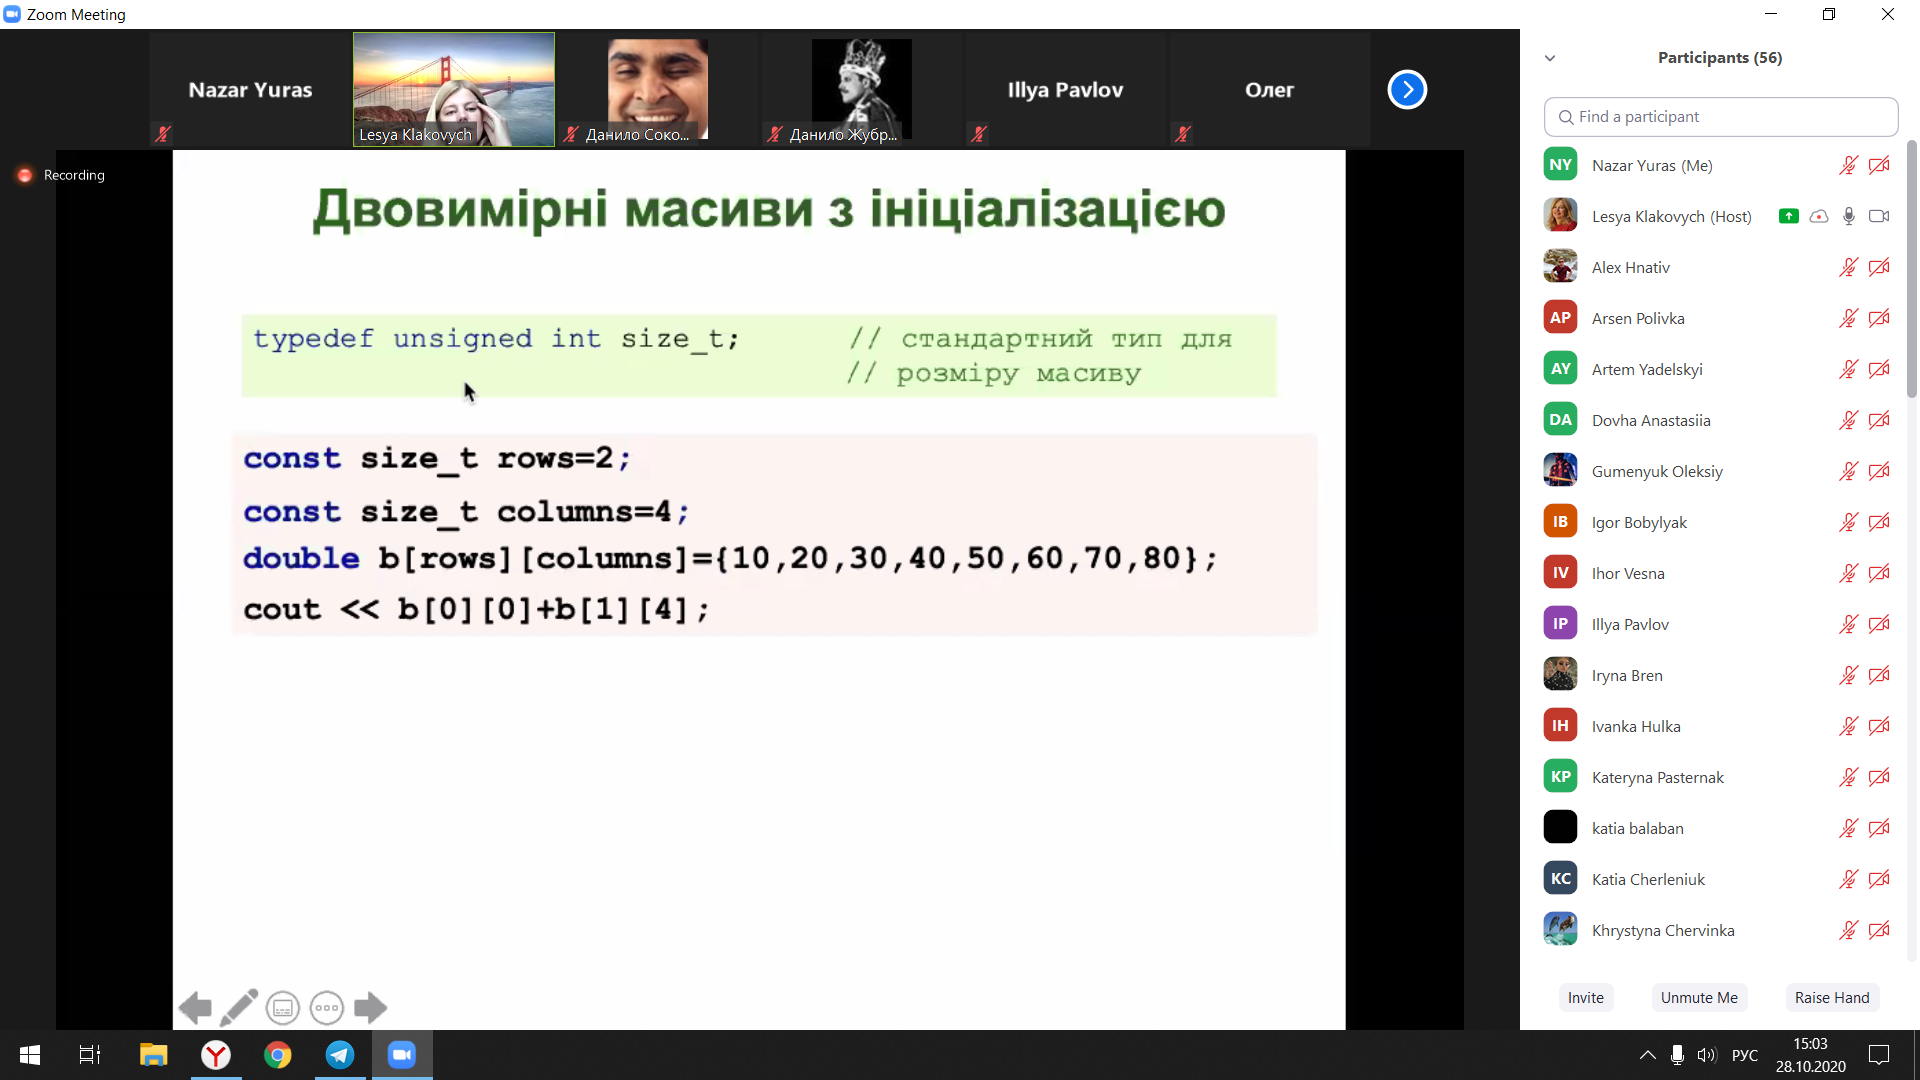 Zoom Meeting
Nazar Yuras
Lesya Klakovych
Данило Соко...
Данило Жубр...
Illya Pavlov
Олег
Recording
Двовимірні масиви з ініціалізацією
typedef unsigned int size_t; // стандартний тип для
// розміру масиву
const size_t rows=2;
const size_t columns=4;
double b[rows][columns]={10,20,30,40,50,60,70,80};
cout << b[0][0]+b[1][4];
Participants (56)
Find a participant
NY Nazar Yuras (Me)
Lesya Klakovych (Host)
Alex Hnativ
AP Arsen Polivka
AY Artem Yadelskyi
DA Dovha Anastasiia
Gumenyuk Oleksiy
IB Igor Bobylyak
IV Ihor Vesna
IP Illya Pavlov
Iryna Bren
IH Ivanka Hulka
KP Kateryna Pasternak
katia balaban
KC Katia Cherleniuk
Khrystyna Chervinka
Invite Unmute Me Raise Hand
РУС
15:03
28.10.2020